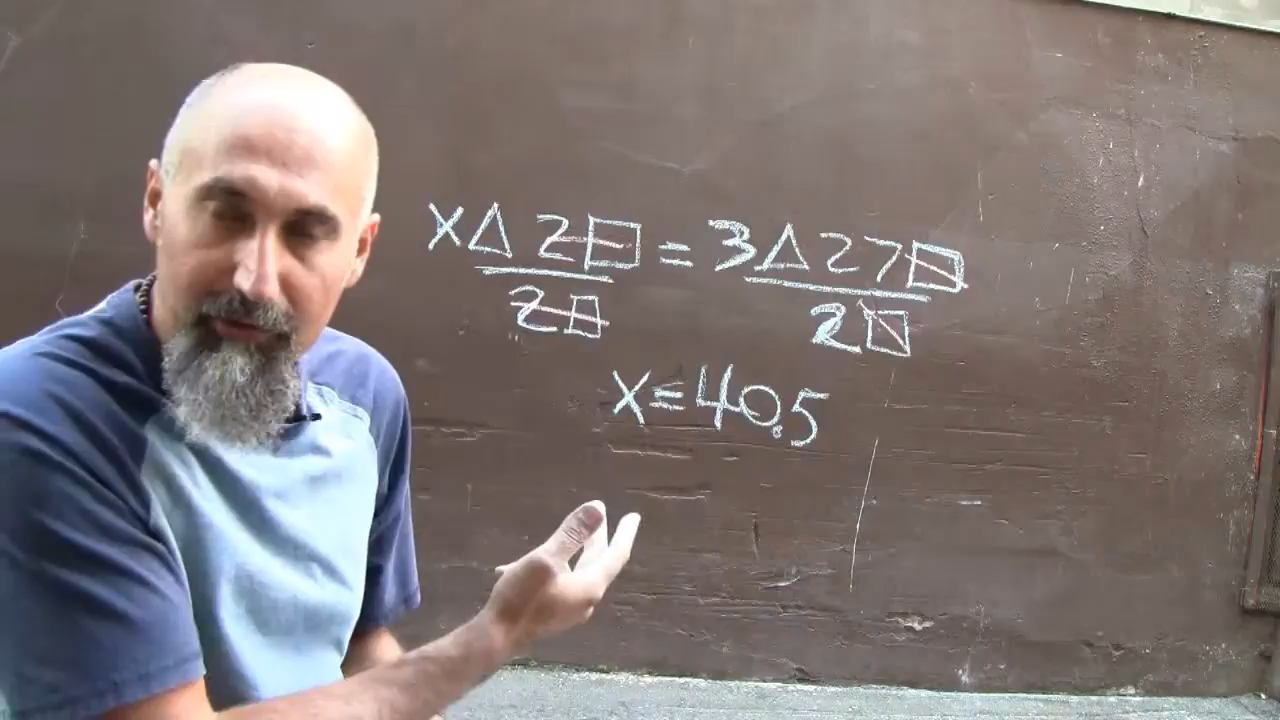 x△2□ = 3△27□
2□ 2□
x=40.5